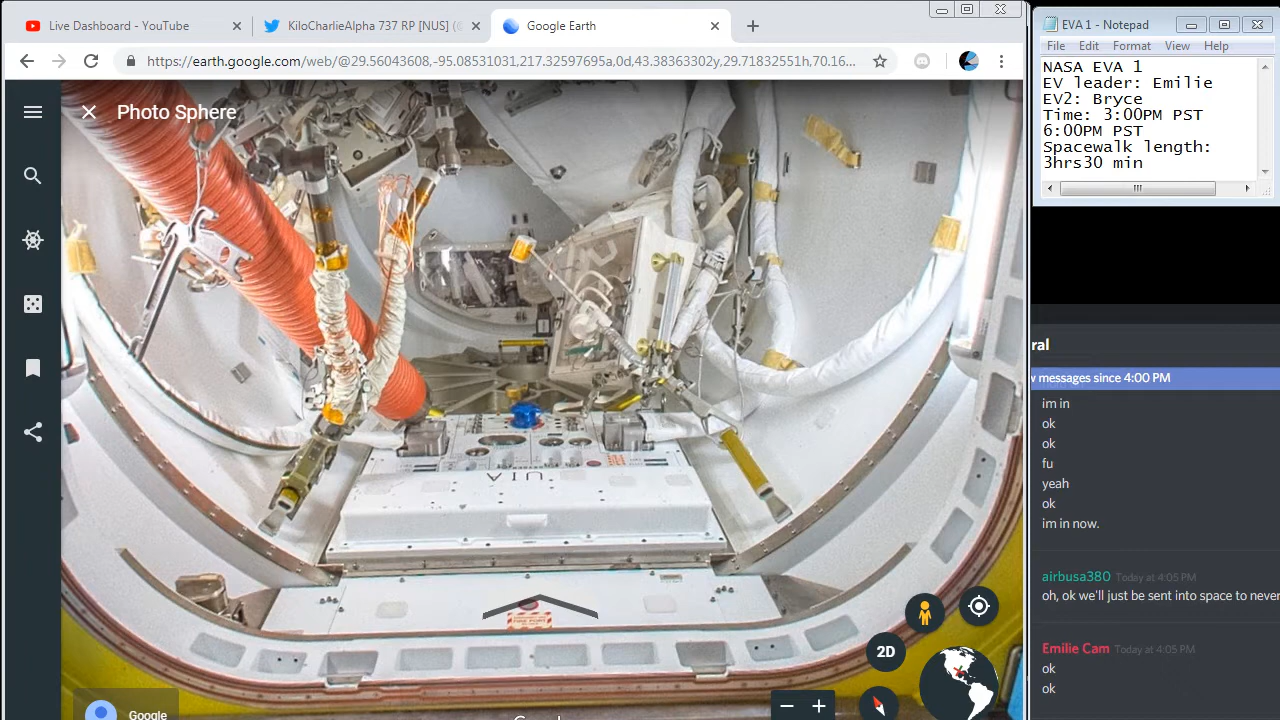 Live Dashboard - YouTube
KiloCharlieAlpha 737 RP [NUS] (@
Google Earth
https://earth.google.com/web/@29.56043608,-95.08531031,217.32597695a,0d,43.38363302y,29.71832551h,70.16...
Photo Sphere
UIA
FIRE PORT
2D
Google
EVA 1 - Notepad
File Edit Format View Help
NASA EVA 1
EV leader: Emilie
EV2: Bryce
Time: 3:00PM PST
6:00PM PST
Spacewalk length:
3hrs30 min
ral
w messages since 4:00 PM
im in
ok
ok
fu
yeah
ok
im in now.
airbusa380 Today at 4:05 PM
oh, ok we'll just be sent into space to never
Emilie Cam Today at 4:05 PM
ok
ok